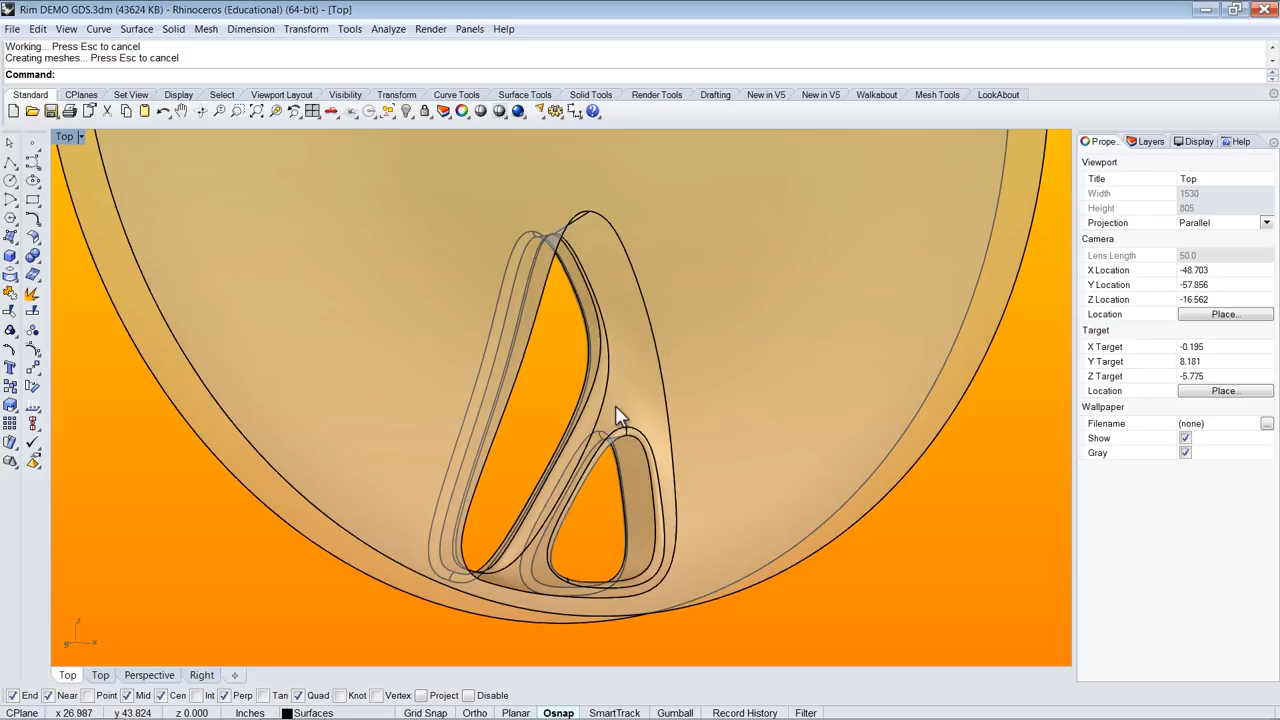 Rim DEMO GDS.3dm (43624 KB) - Rhinoceros (Educational) (64-bit) - [Top]
File Edit View Curve Surface Solid Mesh Dimension Transform Tools Analyze Render Panels Help
Working... Press Esc to cancel
Creating meshes... Press Esc to cancel
Command:
Standard CPlanes Set View Display Select Viewport Layout Visibility Transform Curve Tools Surface Tools Solid Tools Render Tools Drafting New in V5 New in V5 Walkabout Mesh Tools LookAbout
Top
Prope... Layers Display Help
Viewport
Title Top
Width 1530
Height 805
Projection Parallel
Camera
Lens Length 50.0
X Location -48.703
Y Location -57.856
Z Location -16.562
Location Place...
Target
X Target -0.195
Y Target 8.181
Z Target -5.775
Location Place...
Wallpaper
Filename (none) ...
Show
Gray
z
y x
Top Top Perspective Right
End Near Point Mid Cen Int Perp Tan Quad Knot Vertex Project Disable
CPlane x 26.987 y 43.824 z 0.000 Inches Surfaces Grid Snap Ortho Planar Osnap SmartTrack Gumball Record History Filter